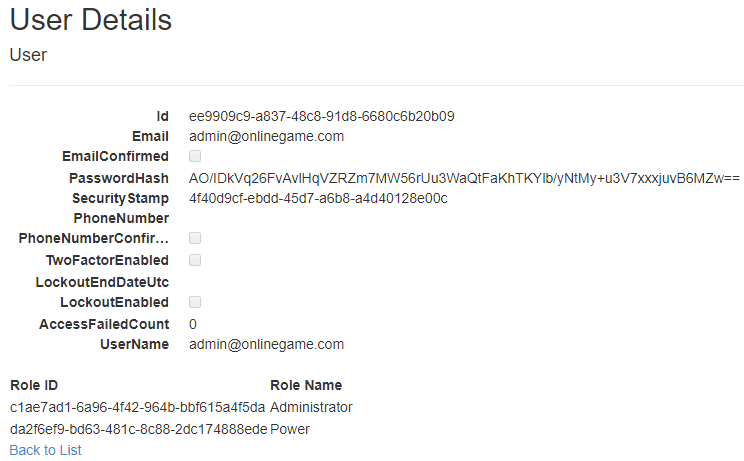 User Details
User
Id ee9909c9-a837-48c8-91d8-6680c6b20b09
Email admin@onlinegame.com
EmailConfirmed
PasswordHash AO/IDkVq26FvAvlHqVZRZm7MW56rUu3WaQtFaKhTKYIb/yNtMy+u3V7xxxjuvB6MZw==
SecurityStamp 4f40d9cf-ebdd-45d7-a6b8-a4d40128e00c
PhoneNumber
PhoneNumberConfir...
TwoFactorEnabled
LockoutEndDateUtc
LockoutEnabled
AccessFailedCount 0
UserName admin@onlinegame.com
Role ID Role Name
c1ae7ad1-6a96-4f42-964b-bbf615a4f5da Administrator
da2f6ef9-bd63-481c-8c88-2dc174888ede Power
Back to List